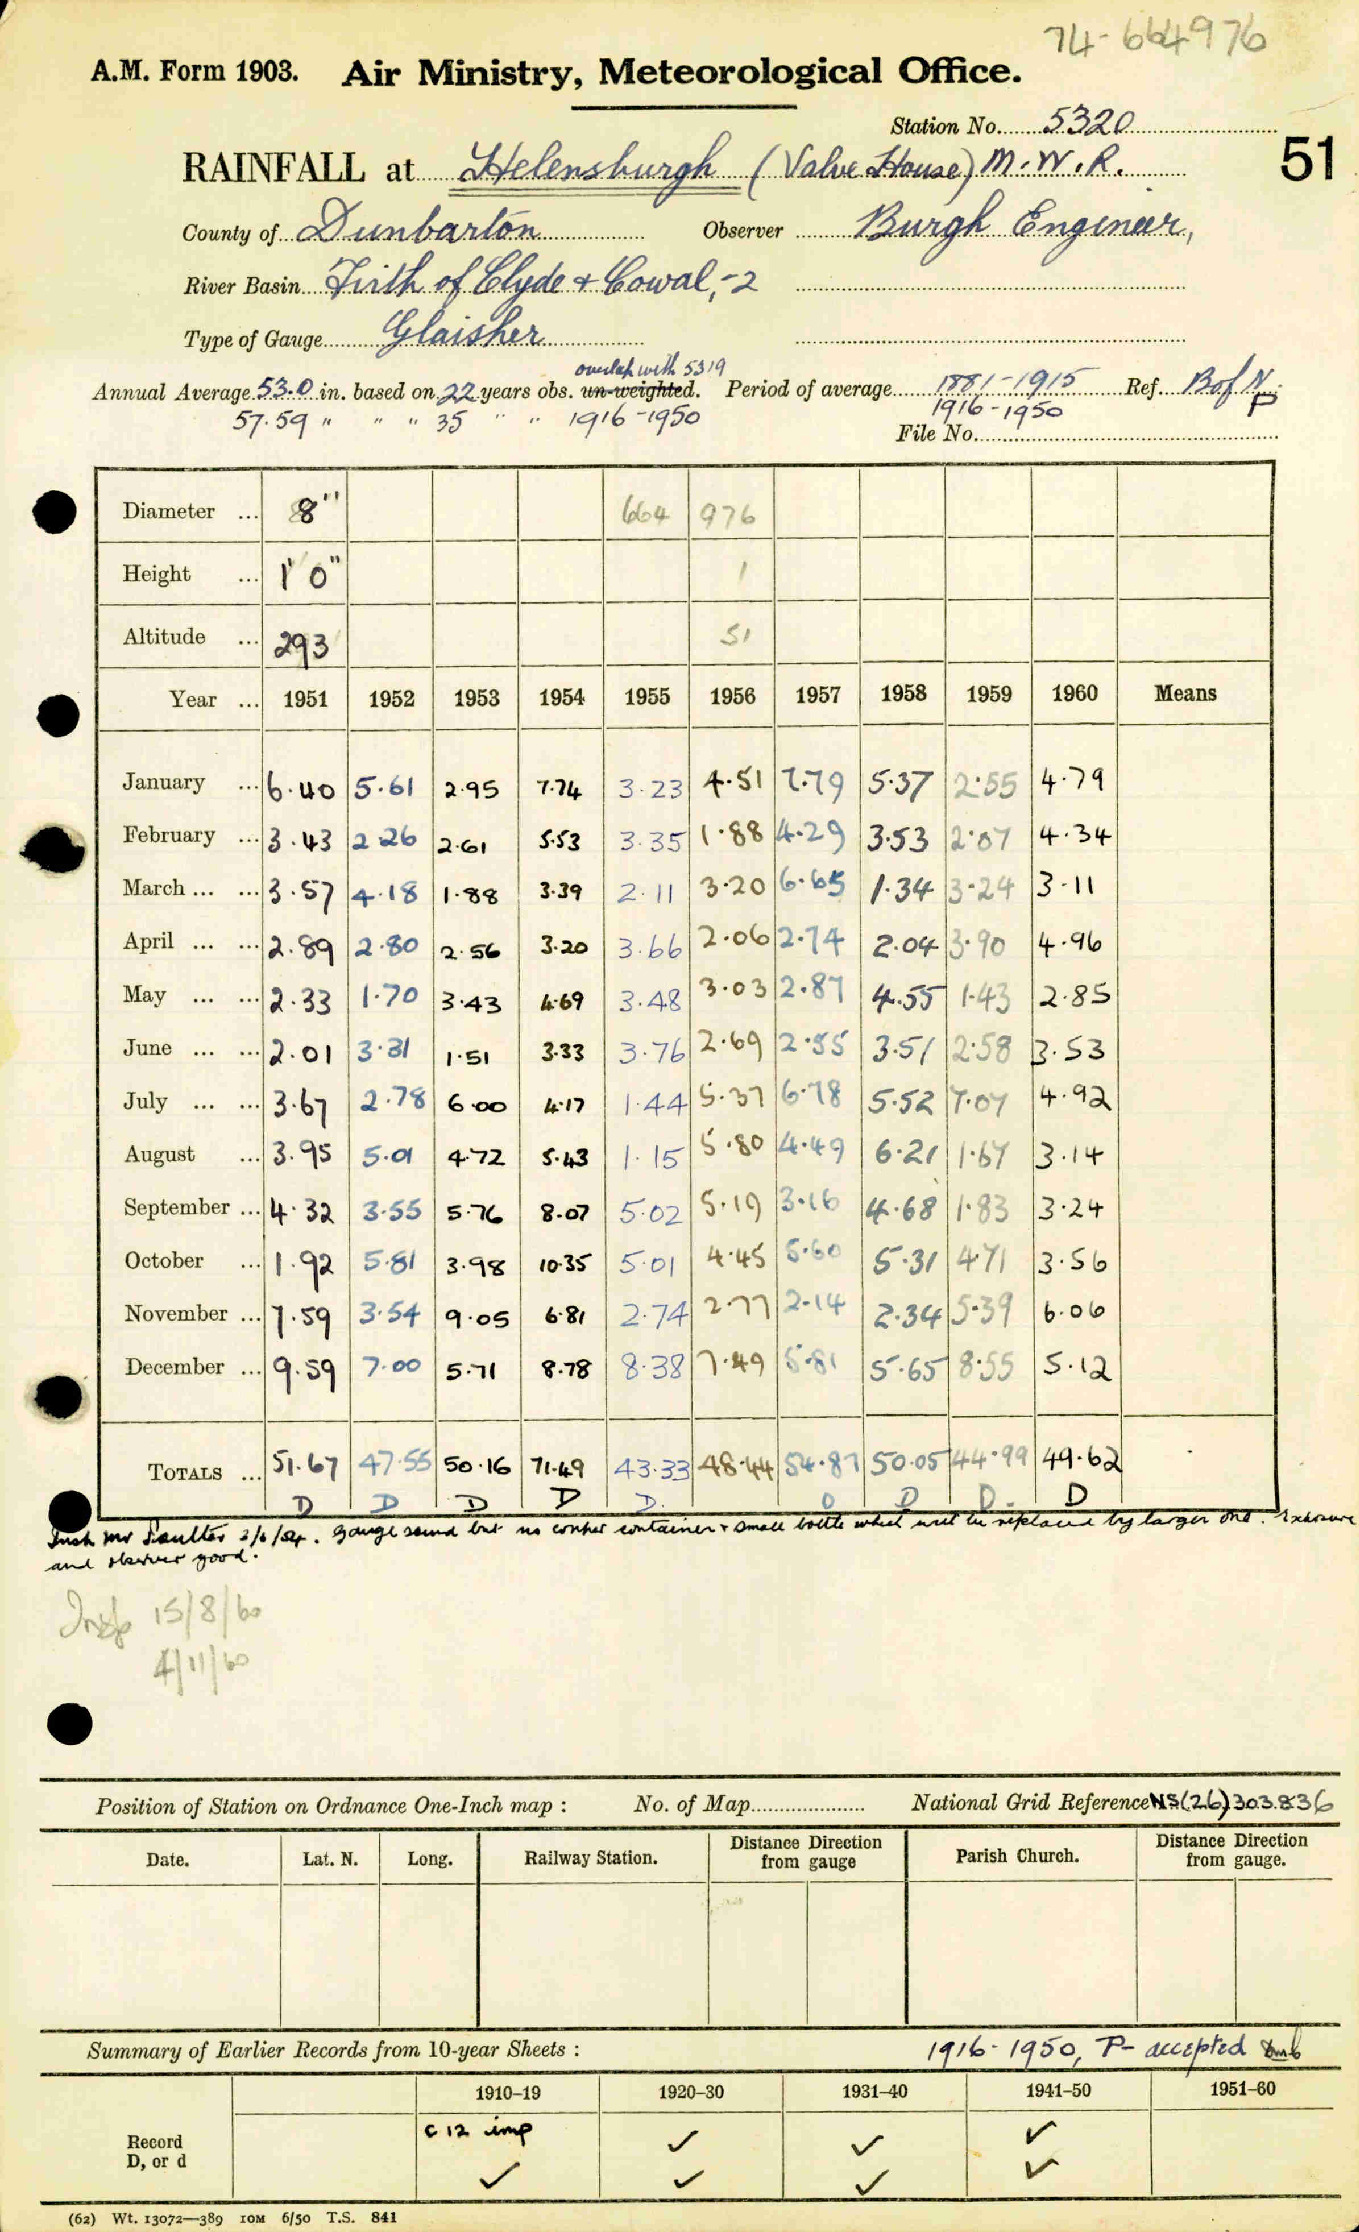 74-664976
A.M. Form 1903. Air Ministry, Meteorological Office.
Station No. 5320
51
RAINFALL at Helensburgh (Valve House) M.W.R.
County of Dunbarton Observer Burgh Engineer,
River Basin Firth of Clyde & Cowal,-2
Type of Gauge Glaisher
overlap with 5319
Annual Average 53.0 in. based on 22 years obs. un-weighted. Period of average 1881-1915 Ref. B of N.
57.59 " " " 35 " " 1916-1950 1916-1950 P
File No.
Diameter ... 8" 664 976
Height ... 1' 0" 1
Altitude ... 293 51
Year ... 1951 1952 1953 1954 1955 1956 1957 1958 1959 1960 Means
January ... 6.40 5.61 2.95 7.74 3.23 4.51 7.79 5.37 2.55 4.79
February ... 3.43 2.26 2.61 5.53 3.35 1.88 4.29 3.53 2.07 4.34
March ... ... 3.57 4.18 1.88 3.39 2.11 3.20 6.65 1.34 3.24 3.11
April ... ... 2.89 2.80 2.56 3.20 3.66 2.06 2.74 2.04 3.90 4.96
May ... ... 2.33 1.70 3.43 4.69 3.48 3.03 2.87 4.55 1.43 2.85
June ... ... 2.01 3.31 1.51 3.33 3.76 2.69 2.55 3.51 2.58 3.53
July ... ... 3.67 2.78 6.00 4.17 1.44 5.37 6.78 5.52 7.07 4.92
August ... 3.95 5.01 4.72 5.43 1.15 5.80 4.49 6.21 1.67 3.14
September ... 4.32 3.55 5.76 8.07 5.02 5.19 3.16 4.68 1.83 3.24
October ... 1.92 5.81 3.98 10.35 5.01 4.45 5.60 5.31 4.71 3.56
November ... 7.59 3.54 9.05 6.81 2.74 2.77 2.14 2.34 5.39 6.06
December ... 9.59 7.00 5.71 8.78 8.38 7.49 5.81 5.65 8.55 5.12
TOTALS ... 51.67 47.55 50.16 71.49 43.33 48.44 54.87 50.05 44.99 49.62
D D D D D. D D D. D
Mr gauge sound but no copper container & small bottle which will be replaced by larger one. Exposure
and observer good.
Insp 15/8/60
4/11/60
Position of Station on Ordnance One-Inch map : No. of Map National Grid Reference NS(26)303.836
Date. Lat. N. Long. Railway Station. Distance Direction from gauge Parish Church. Distance Direction from gauge.
Summary of Earlier Records from 10-year Sheets : 1916-1950, P- accepted
1910-19 1920-30 1931-40 1941-50 1951-60
Record c 12 imp ✓ ✓ ✓
D, or d ✓ ✓ ✓ ✓
(62) Wt. 13072—389 10M 6/50 T.S. 841